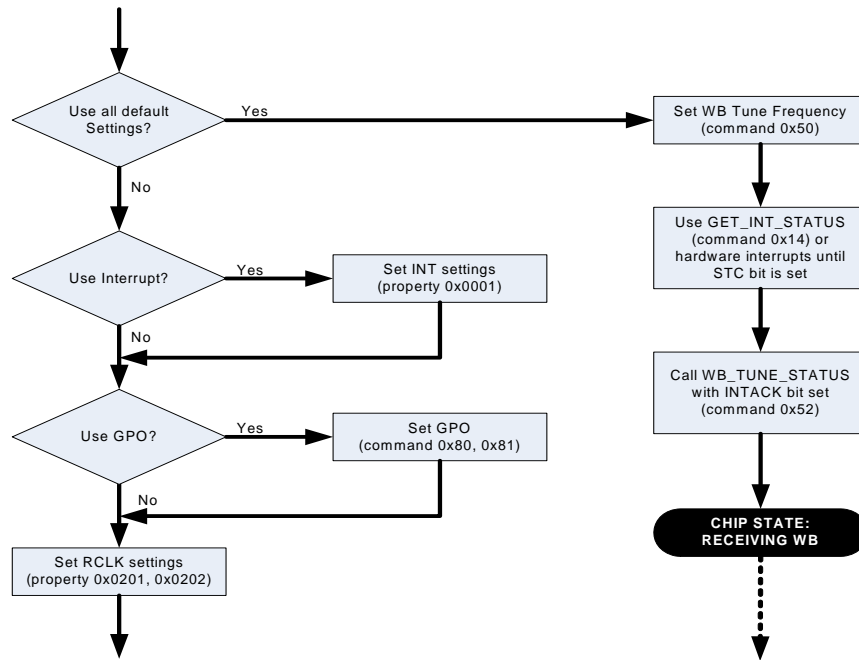 Use all default
Settings?
Yes
No
Set WB Tune Frequency
(command 0x50)
Use Interrupt?
Yes
No
Set INT settings
(property 0x0001)
Use GET_INT_STATUS
(command 0x14) or
hardware interrupts until
STC bit is set
Use GPO?
Yes
No
Set GPO
(command 0x80, 0x81)
Call WB_TUNE_STATUS
with INTACK bit set
(command 0x52)
Set RCLK settings
(property 0x0201, 0x0202)
CHIP STATE:
RECEIVING WB